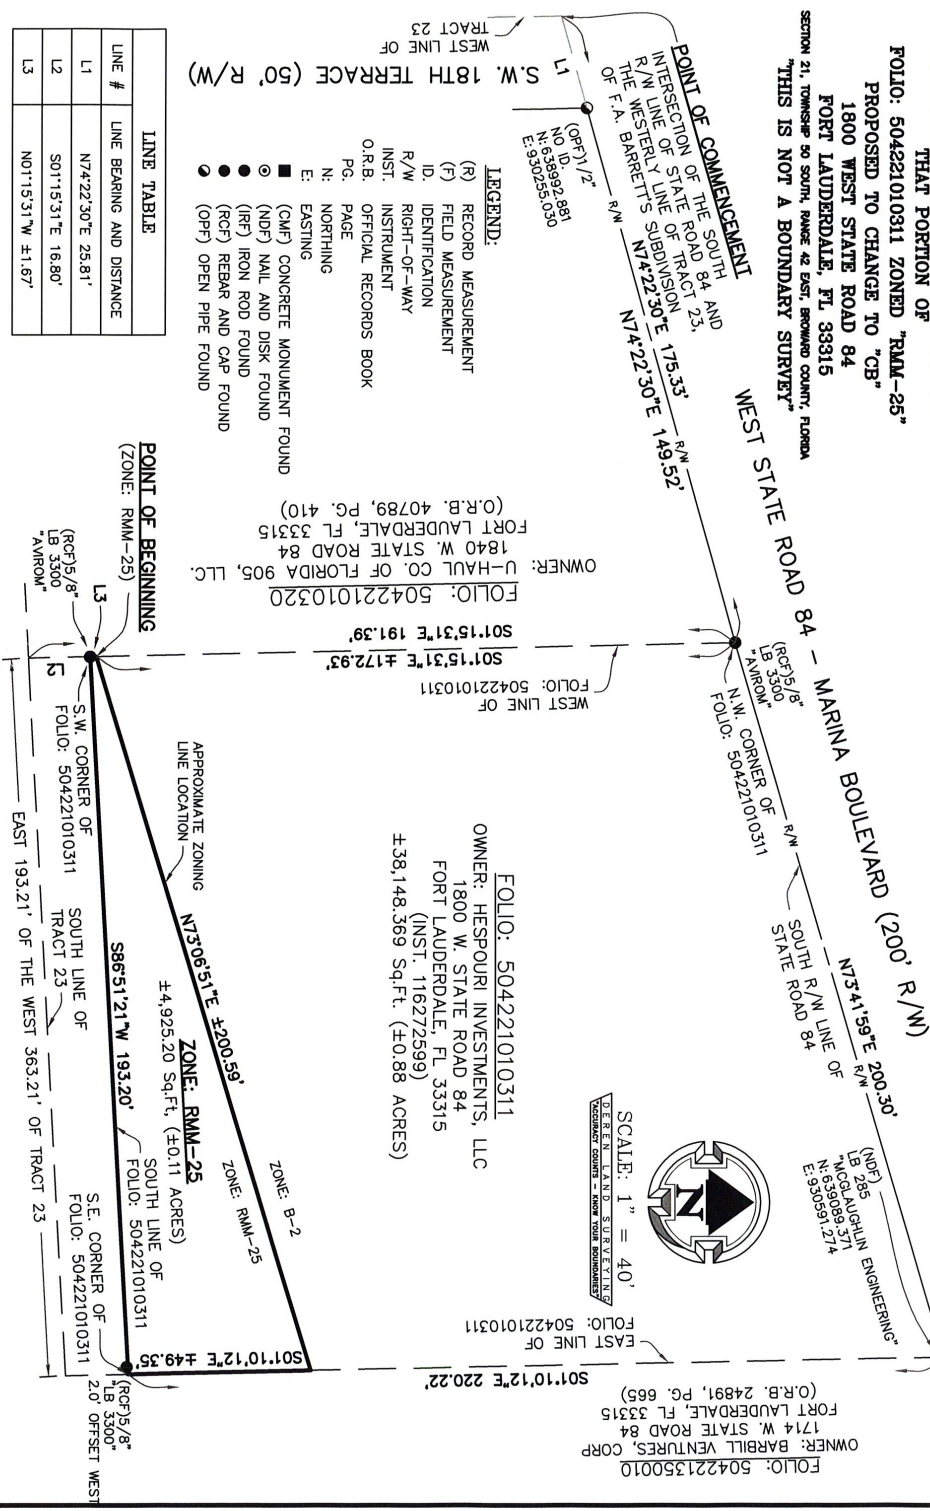 THAT PORTION OF
FOLIO: 504221010311 ZONED "RMM-25"
PROPOSED TO CHANGE TO "CB"
1800 WEST STATE ROAD 84
FORT LAUDERDALE, FL 33315
SECTION 21, TOWNSHIP 50 SOUTH, RANGE 42 EAST, BROWARD COUNTY, FLORIDA
"THIS IS NOT A BOUNDARY SURVEY"
WEST STATE ROAD 84 - MARINA BOULEVARD (200' R/W)
POINT OF COMMENCEMENT
INTERSECTION OF THE SOUTH
R/W LINE OF STATE ROAD 84 AND
THE WESTERLY LINE OF TRACT 23,
OF F.A. BARRETT'S SUBDIVISION
N74°22'30"E 175.33'
R/W
R/W
N74°22'30"E 149.52'
L1
(OPF)1/2"
NO ID.
N: 638992.881
E: 930255.030
WEST LINE OF
TRACT 23
S.W. 18TH TERRACE (50' R/W)
LEGEND:
(R) RECORD MEASUREMENT
(F) FIELD MEASUREMENT
ID. IDENTIFICATION
R/W RIGHT-OF-WAY
INST. INSTRUMENT
O.R.B. OFFICIAL RECORDS BOOK
PG. PAGE
N: NORTHING
E: EASTING
(CMF) CONCRETE MONUMENT FOUND
(NDF) NAIL AND DISK FOUND
(IRF) IRON ROD FOUND
(RCF) REBAR AND CAP FOUND
(OPF) OPEN PIPE FOUND
LINE TABLE
LINE # LINE BEARING AND DISTANCE
L1 N74°22'30"E 25.81'
L2 S01°15'31"E 16.80'
L3 N01°15'31"W ±1.67'
FOLIO: 504221010320
OWNER: U-HAUL CO. OF FLORIDA 905, LLC.
1840 W. STATE ROAD 84
FORT LAUDERDALE, FL 33315
(O.R.B. 40789, PG. 410)
S01°15'31"E 191.39'
S01°15'31"E ±172.93'
WEST LINE OF
FOLIO: 504221010311
(RCF)5/8"
LB 3300
"AVIROM"
N.W. CORNER OF
FOLIO: 504221010311
R/W
SOUTH R/W LINE OF
STATE ROAD 84
N73°41'59"E 200.30'
R/W
(NDF)
LB 285
"MCGLAUGHLIN ENGINEERING"
N: 639089.371
E: 930591.274
N
SCALE: 1" = 40'
DEREN LAND SURVEYING
"ACCURACY COUNTS - KNOW YOUR BOUNDARIES"
FOLIO: 504221010311
OWNER: HESPOURI INVESTMENTS, LLC
1800 W. STATE ROAD 84
FORT LAUDERDALE, FL 33315
(INST. 116272599)
±38,148.369 Sq.Ft. (±0.88 ACRES)
EAST LINE OF
FOLIO: 504221010311
S01°10'12"E 220.22'
FOLIO: 504221350010
OWNER: BARBILL VENTURES, CORP
1714 W. STATE ROAD 84
FORT LAUDERDALE, FL 33315
(O.R.B. 24891, PG. 665)
POINT OF BEGINNING
(ZONE: RMM-25)
L3
(RCF)5/8"
LB 3300
"AVIROM"
L2
S.W. CORNER OF
FOLIO: 504221010311
APPROXIMATE ZONING
LINE LOCATION
N73°06'51"E ±200.59'
ZONE: B-2
ZONE: RMM-25
ZONE: RMM-25
±4,925.20 Sq.Ft, (±0.11 ACRES)
S01°10'12"E ±49.35'
S86°51'21"W 193.20'
SOUTH LINE OF
FOLIO: 504221010311
SOUTH LINE OF
TRACT 23
S.E. CORNER OF
FOLIO: 504221010311
(RCF)5/8"
"LB 3300"
2.0' OFFSET WEST
EAST 193.21' OF THE WEST 363.21' OF TRACT 23